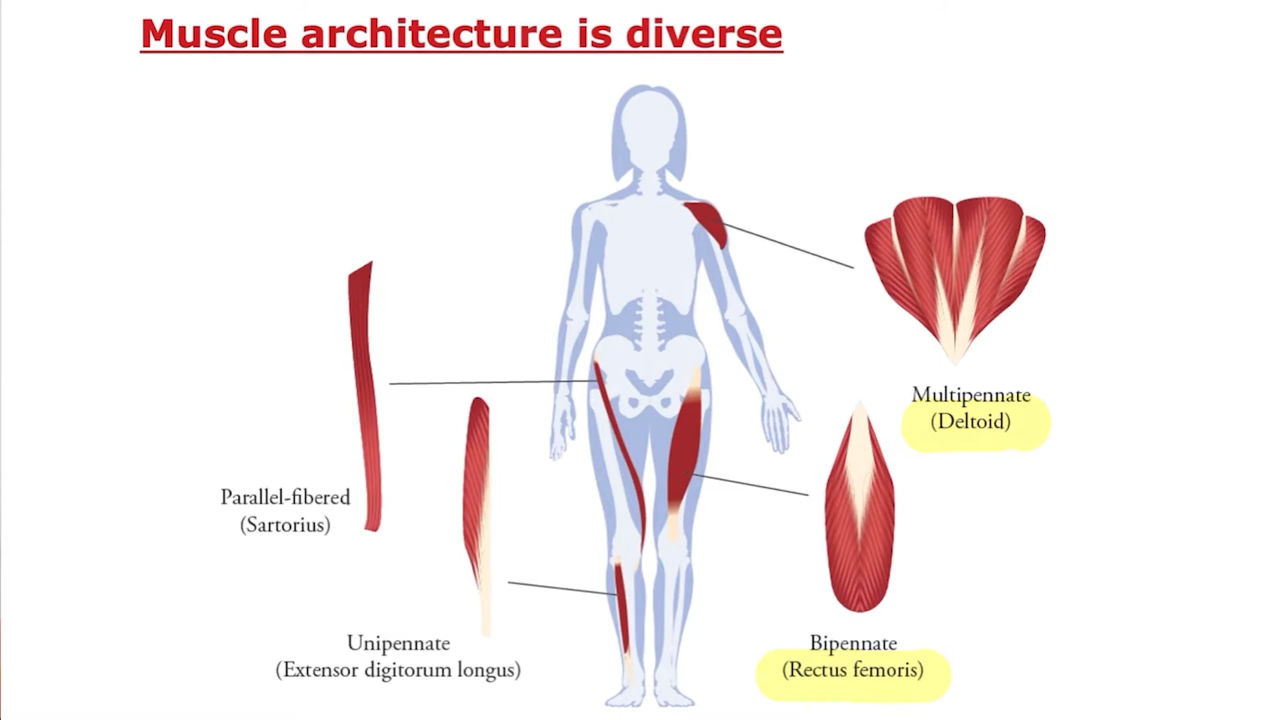 Muscle architecture is diverse
Multipennate
(Deltoid)
Parallel-fibered
(Sartorius)
Unipennate
(Extensor digitorum longus)
Bipennate
(Rectus femoris)